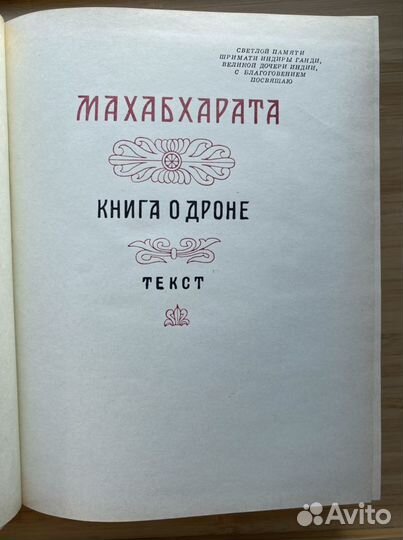 СВЕТЛОЙ ПАМЯТИ
ШРИМАТИ ИНДИРЫ ГАНДИ,
ВЕЛИКОЙ ДОЧЕРИ ИНДИИ,
С БЛАГОГОВЕНИЕМ
ПОСВЯЩАЮ
МАХАБХАРАТА
КНИГА О ДРОНЕ
ТЕКСТ
Avito